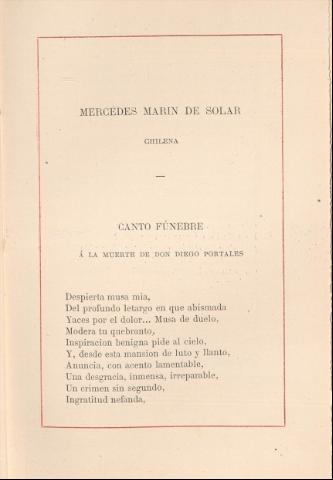 MERCEDES MARIN DE SOLAR
CHILENA
—
CANTO FÚNEBRE
Á LA MUERTE DE DON DIEGO PORTALES
Despierta musa mia,
Del profundo letargo en que abismada
Yaces por el dolor... Musa de duelo,
Modera tu quebranto,
Inspiracion benigna pide al cielo,
Y, desde esta mansion de luto y llanto,
Anuncia, con acento lamentable,
Una desgracia, inmensa, irreparable,
Un crimen sin segundo,
Ingratitud nefanda,